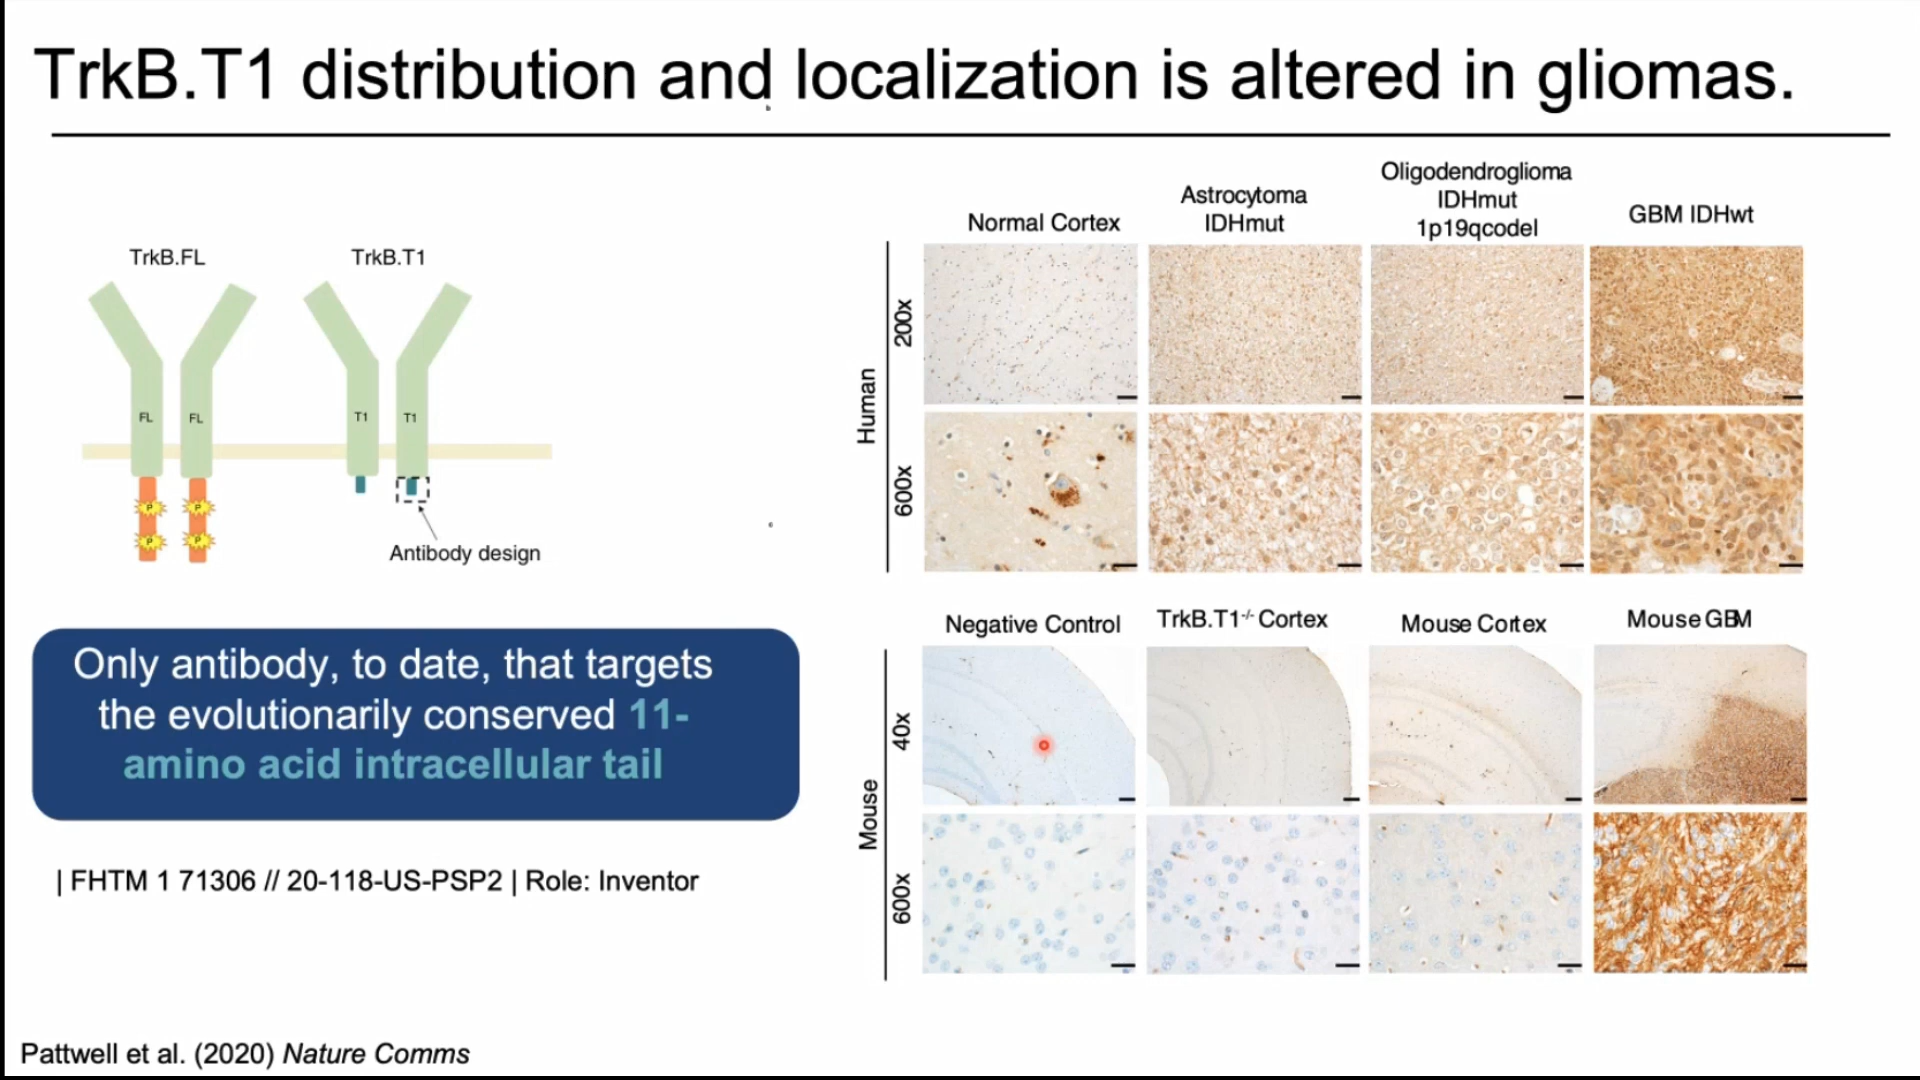 TrkB.T1 distribution and localization is altered in gliomas.
TrkB.FL
TrkB.T1
FL
FL
T1
T1
P
P
P
P
Antibody design
Only antibody, to date, that targets
the evolutionarily conserved 11-
amino acid intracellular tail
| FHTM 1 71306 // 20-118-US-PSP2 | Role: Inventor
Normal Cortex
Astrocytoma
IDHmut
Oligodendroglioma
IDHmut
1p19qcodel
GBM IDHwt
Human
200x
600x
Negative Control
TrkB.T1-/- Cortex
Mouse Cortex
Mouse GBM
Mouse
40x
600x
Pattwell et al. (2020) Nature Comms